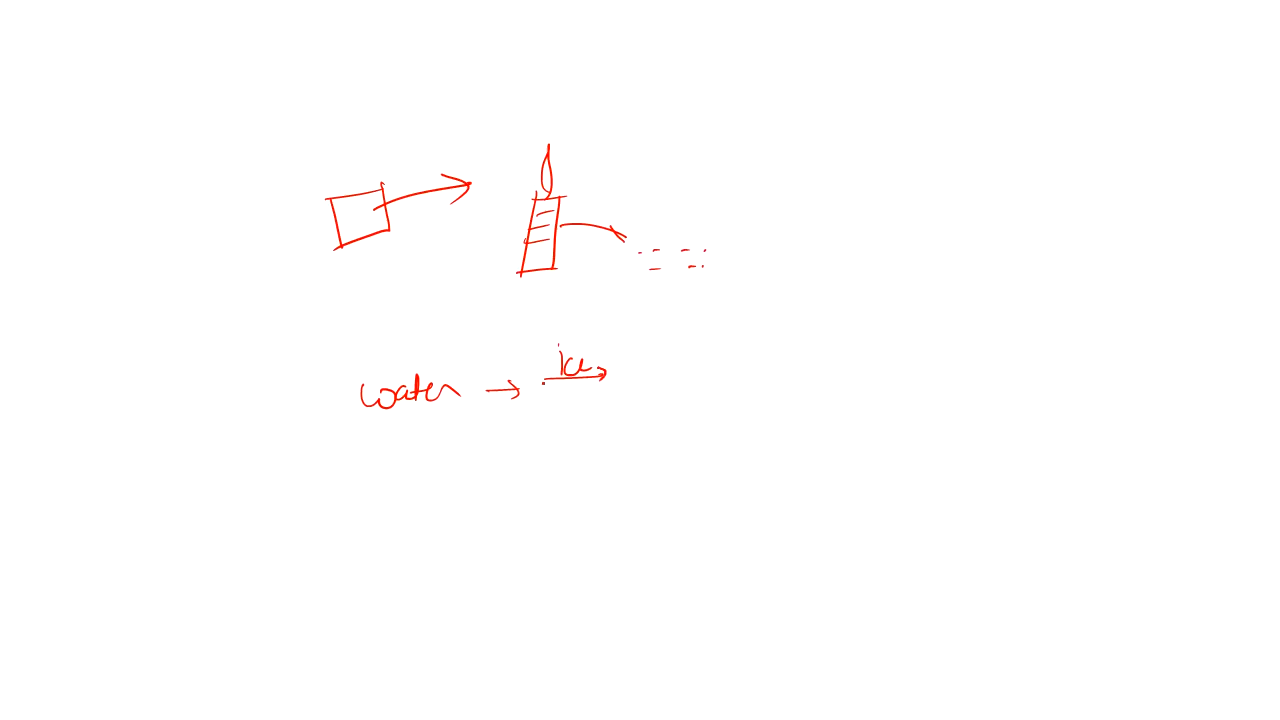 water → ice →